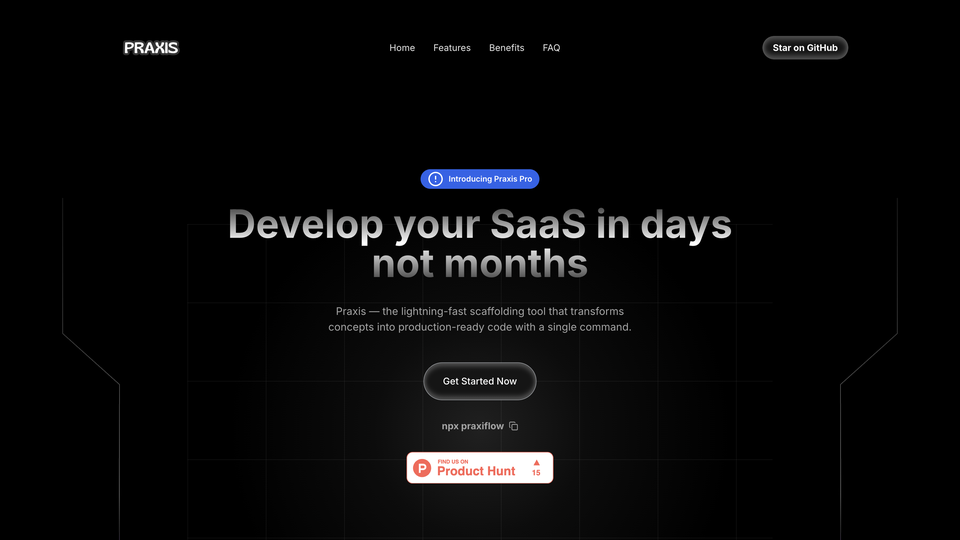 PRAXIS
Home Features Benefits FAQ
Star on GitHub
Introducing Praxis Pro
Develop your SaaS in days
not months
Praxis — the lightning-fast scaffolding tool that transforms
concepts into production-ready code with a single command.
Get Started Now
npx praxiflow
P
FIND US ON
Product Hunt
15